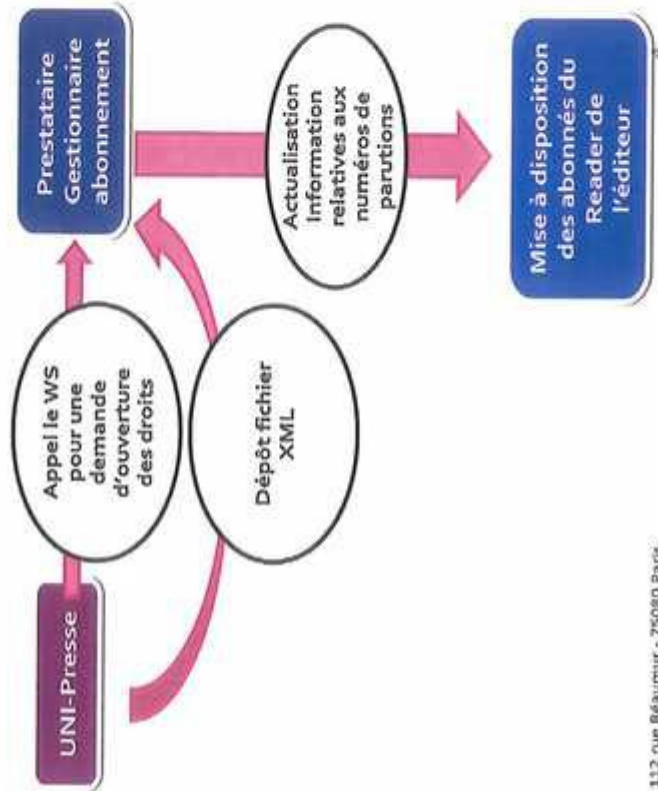 UNI-Presse
Appel le WS
pour une
demande
d'ouverture
des droits
Prestataire
Gestionnaire
abonnement
Dépôt fichier
XML
Actualisation
Information
relatives aux
numéros de
parutions
Mise à disposition
des abonnés du
Reader de
l'éditeur
112 rue Réaumur - 75080 Paris